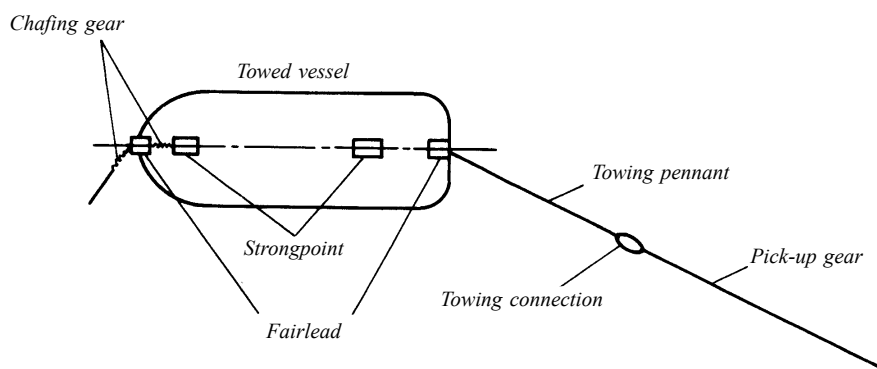 Chafing gear
Towed vessel
Towing pennant
Strongpoint
Pick-up gear
Towing connection
Fairlead